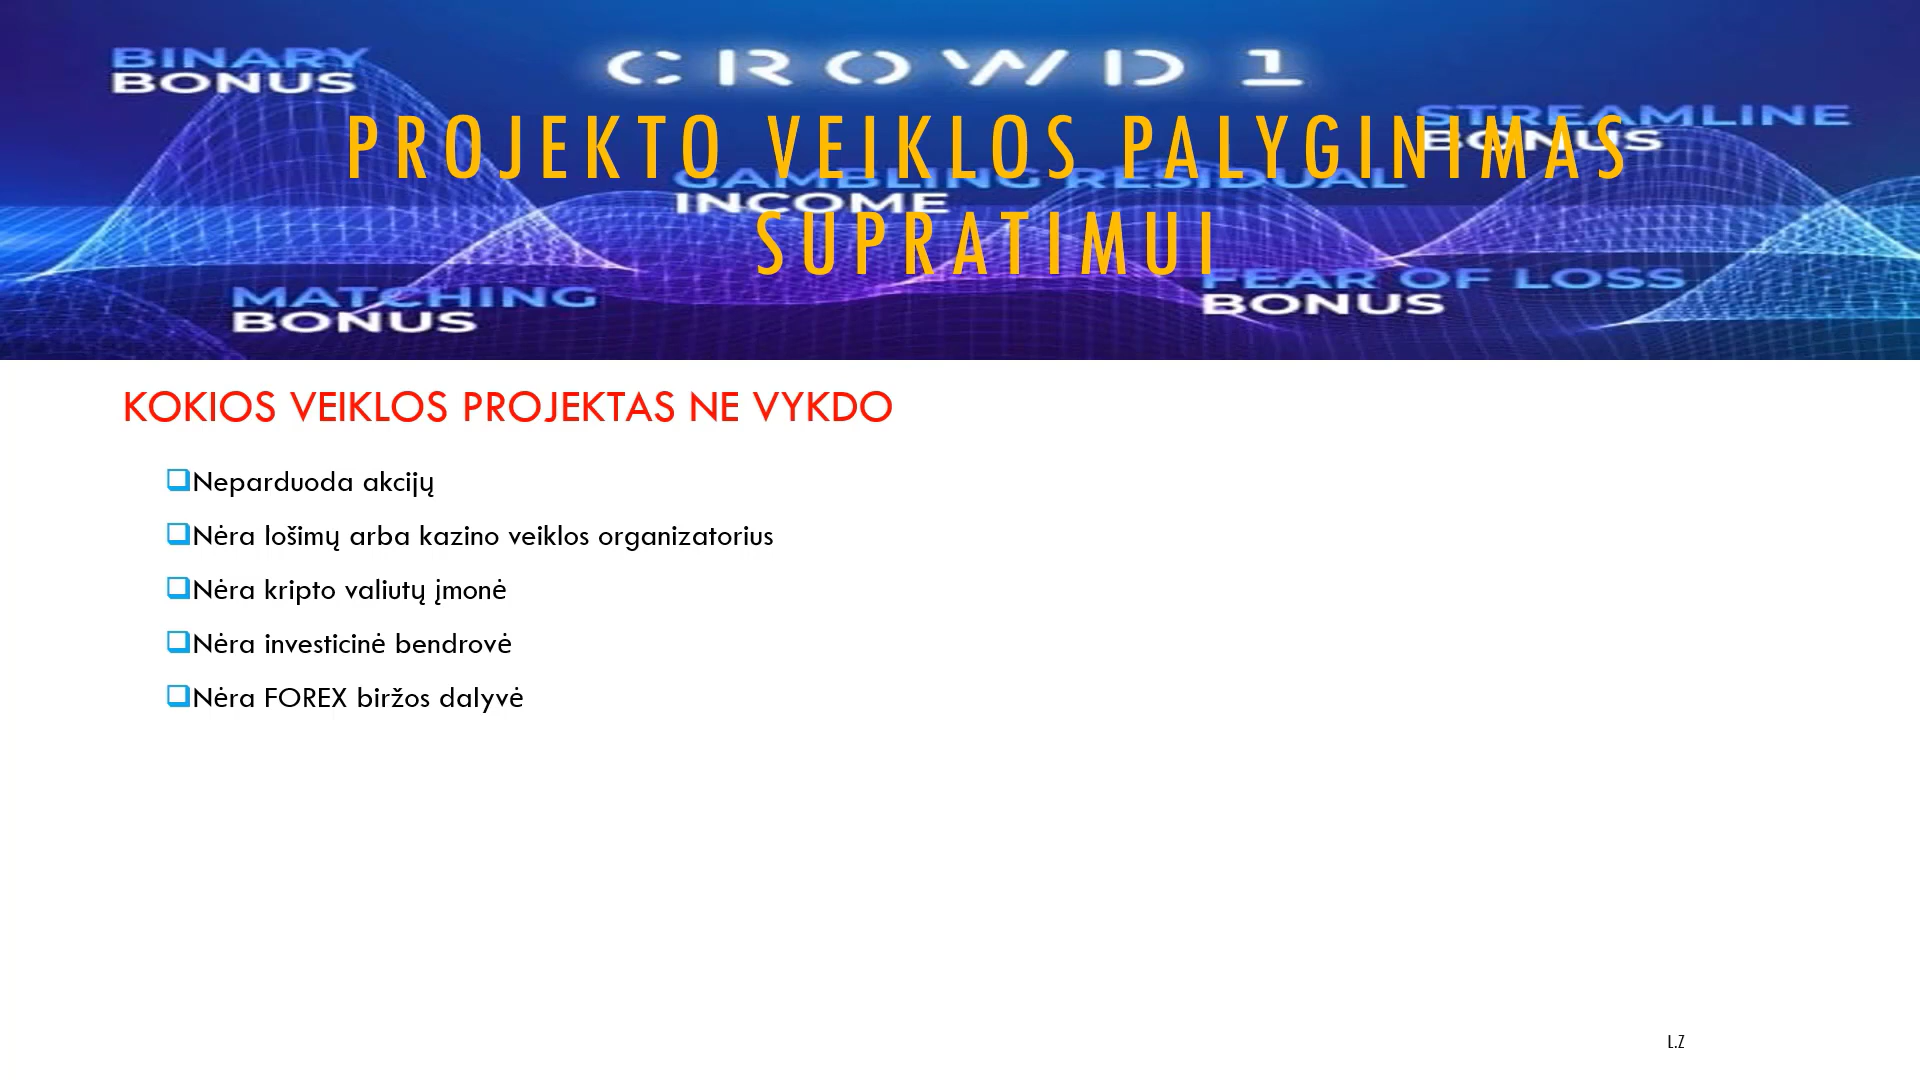 BINARY
BONUS
CROWD1
STREAMLINE
BONUS
PROJEKTO VEIKLOS PALYGINIMAS
GAMBLING RESIDUAL
INCOME
SUPRATIMUI
FEAR OF LOSS
BONUS
MATCHING
BONUS
KOKIOS VEIKLOS PROJEKTAS NE VYKDO
Neparduoda akcijų
Nėra lošimų arba kazino veiklos organizatorius
Nėra kripto valiutų įmonė
Nėra investicinė bendrovė
Nėra FOREX biržos dalyvė
L.Z